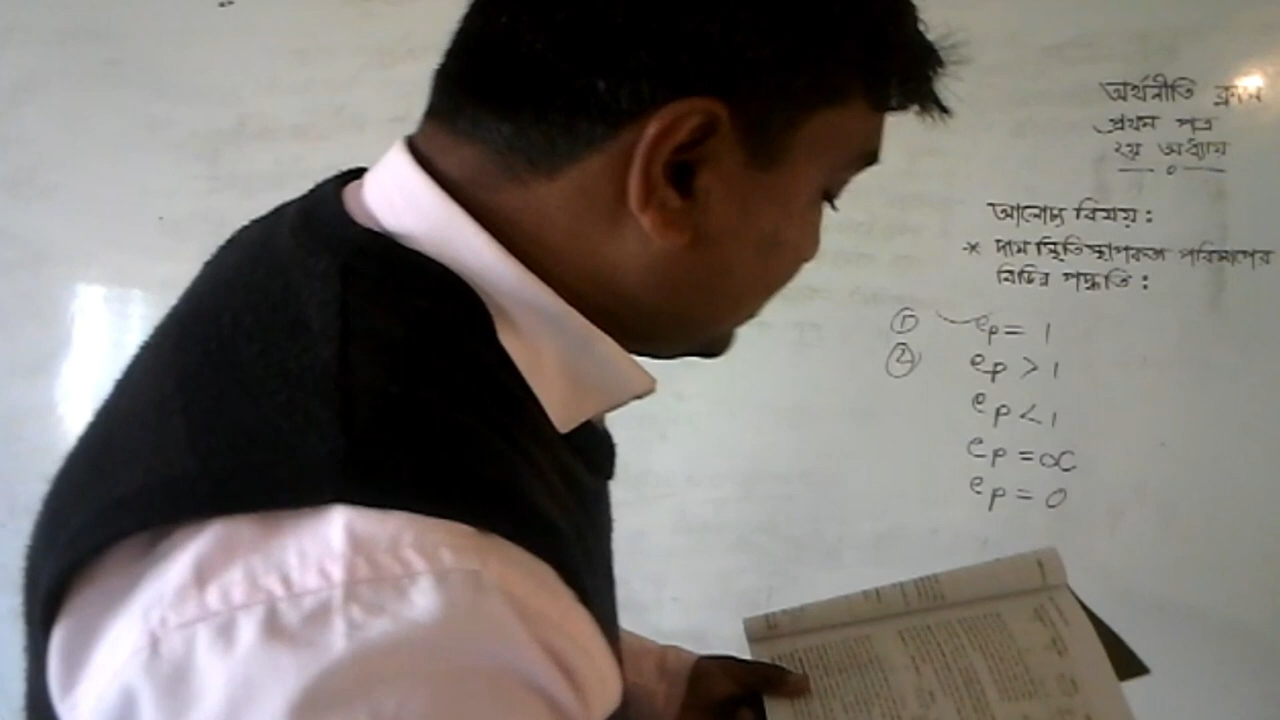 অর্থনীতি ক্লাস
প্রথম পত্র
২য় অধ্যায়
আলোচ্য বিষয়:
* দাম স্থিতিস্থাপকতা পরিমাপের
বিভিন্ন পদ্ধতি:
① ep = 1
② ep > 1
ep < 1
ep = ∝
ep = 0